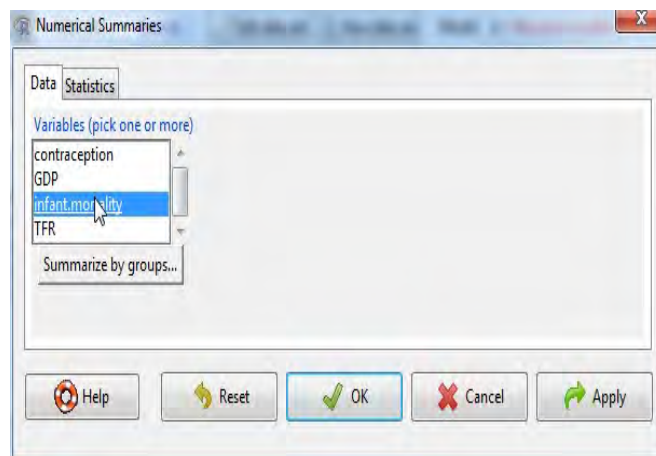 Numerical Summaries
X
Data Statistics
Variables (pick one or more)
contraception
GDP
infant.mortality
TFR
Summarize by groups...
Help Reset OK Cancel Apply